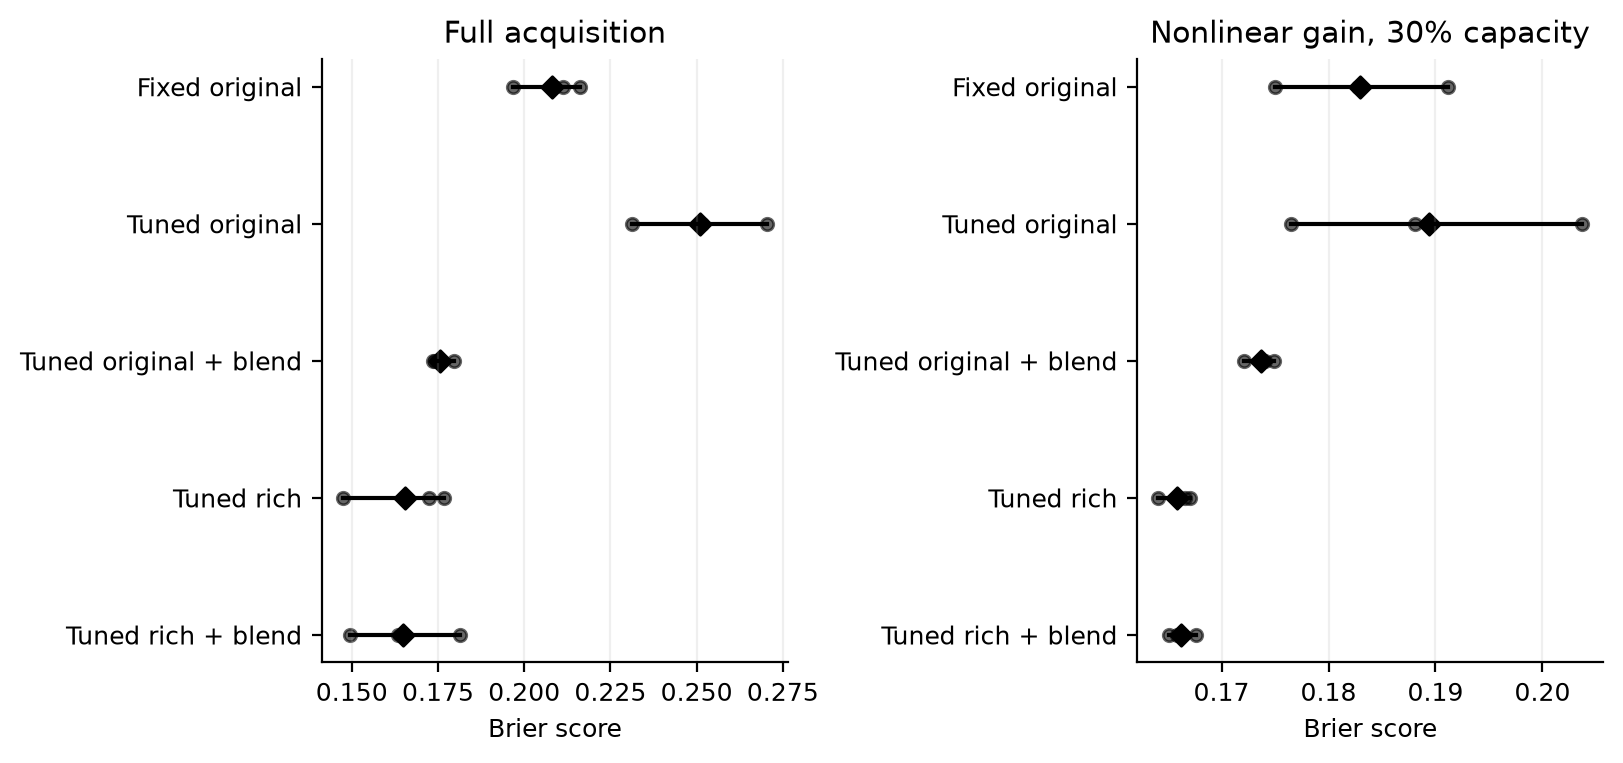 Full acquisition
Fixed original
Tuned original
Tuned original + blend
Tuned rich
Tuned rich + blend
0.150 0.175 0.200 0.225 0.250 0.275
Brier score
Nonlinear gain, 30% capacity
Fixed original
Tuned original
Tuned original + blend
Tuned rich
Tuned rich + blend
0.17 0.18 0.19 0.20
Brier score